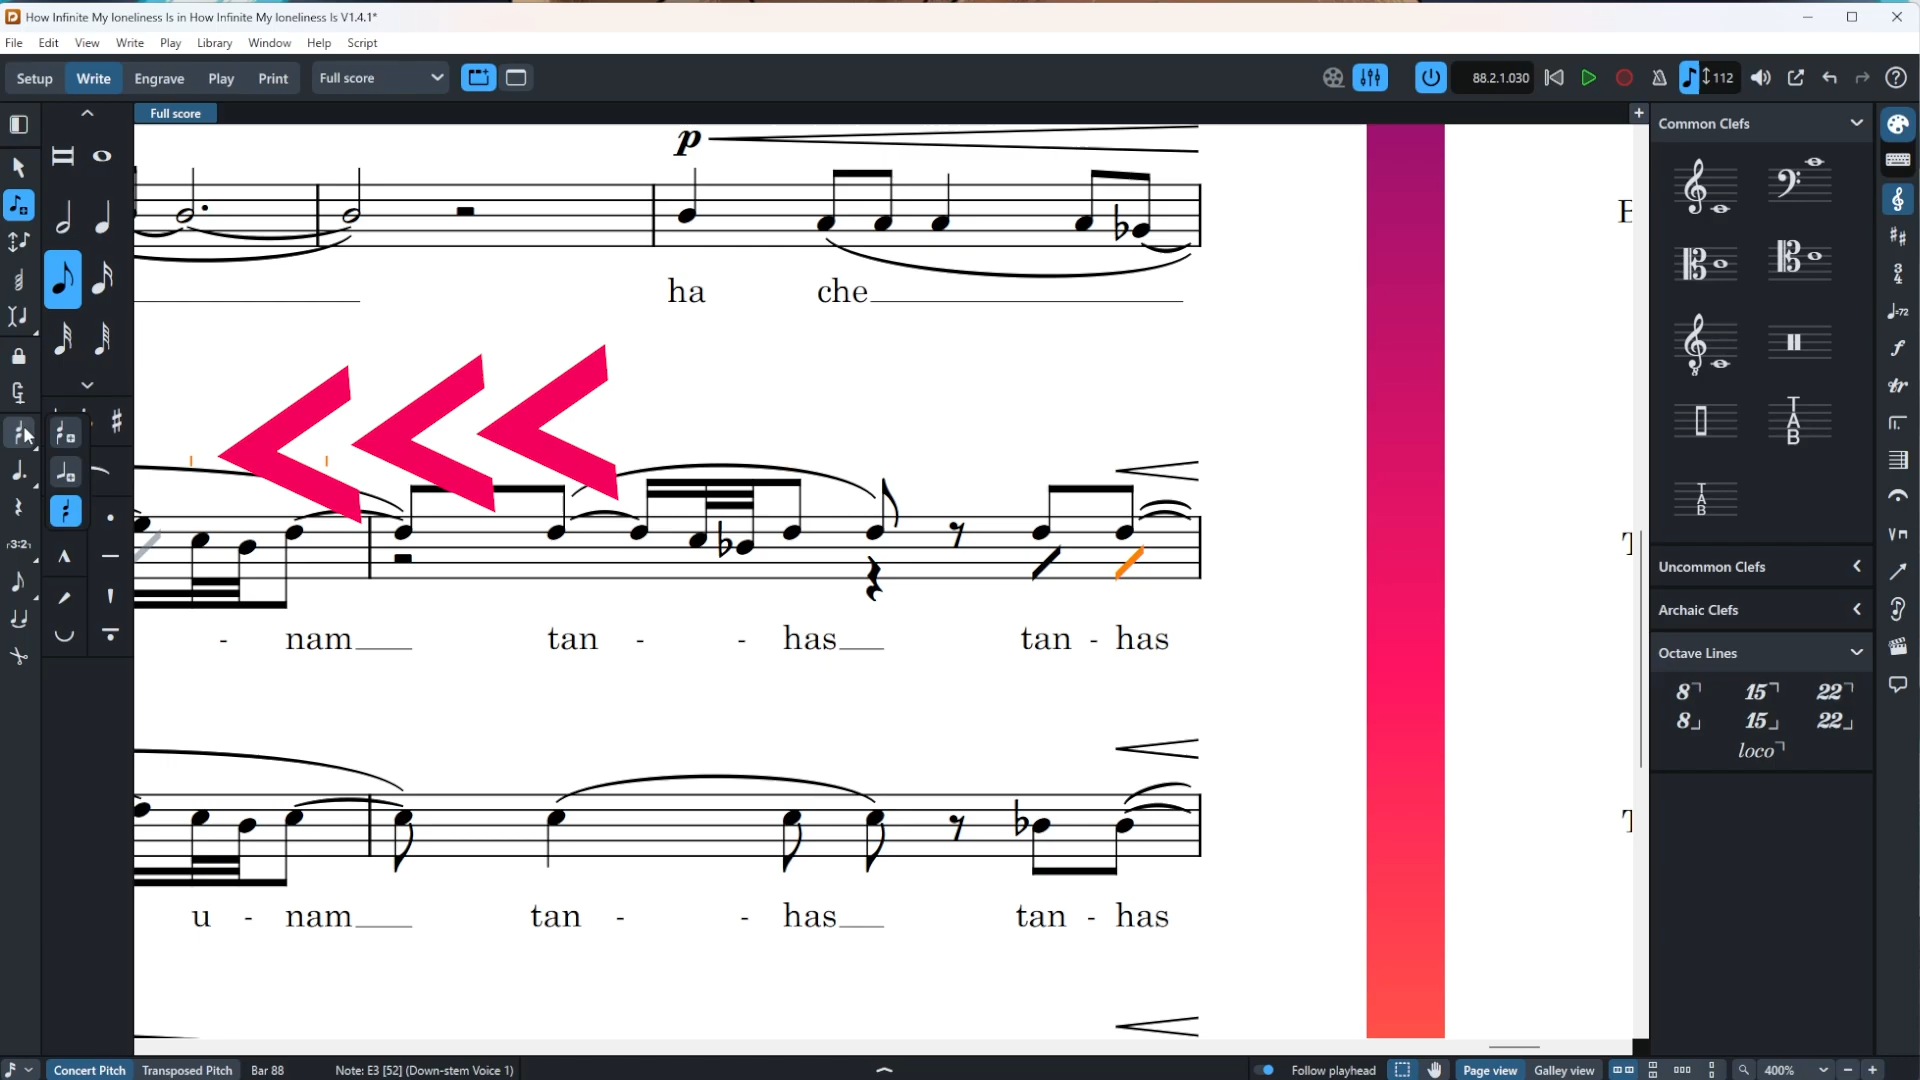 How Infinite My loneliness Is in How Infinite My loneliness Is V1.4.1*
File Edit View Write Play Library Window Help Script
Setup Write Engrave Play Print Full score 88.2.1.030 112
Full score
Common Clefs
p
ha che
nam tan - - has tan - has
u - nam tan - - has tan - has
Uncommon Clefs
Archaic Clefs
Octave Lines
8 15 22
8 15 22
loco
Concert Pitch Transposed Pitch Bar 88 Note: E3 [52] (Down-stem Voice 1) Follow playhead Page view Galley view 400%